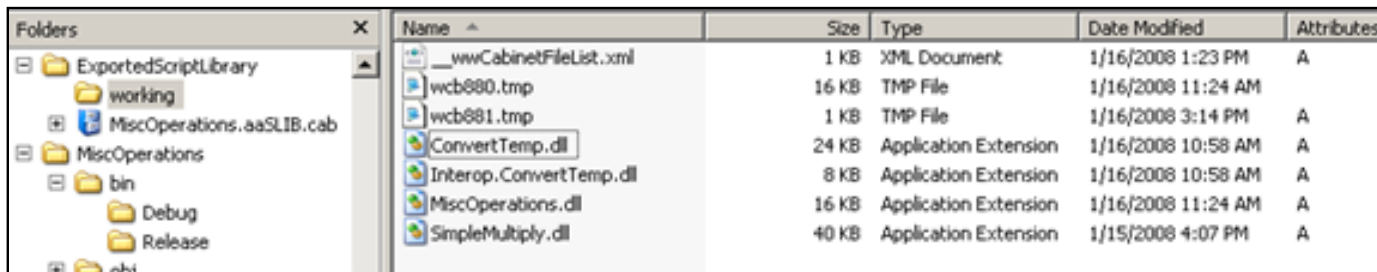 Folders
ExportedScriptLibrary
working
MiscOperations.aaSLIB.cab
MiscOperations
bin
Debug
Release
obj
Name Size Type Date Modified Attributes
__wwCabinetFileList.xml 1 KB XML Document 1/16/2008 1:23 PM A
wcb880.tmp 16 KB TMP File 1/16/2008 11:24 AM
wcb881.tmp 1 KB TMP File 1/16/2008 3:14 PM A
ConvertTemp.dll 24 KB Application Extension 1/16/2008 10:58 AM A
Interop.ConvertTemp.dll 8 KB Application Extension 1/16/2008 10:58 AM A
MiscOperations.dll 16 KB Application Extension 1/16/2008 11:24 AM A
SimpleMultiply.dll 40 KB Application Extension 1/15/2008 4:07 PM A